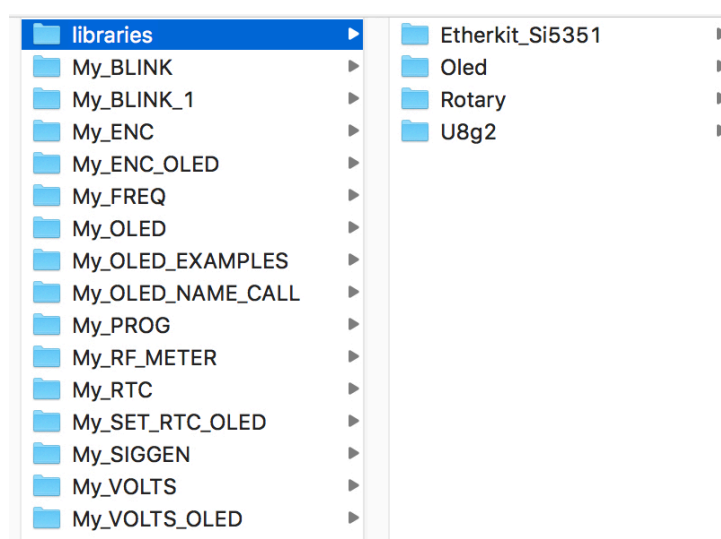 libraries
My_BLINK
My_BLINK_1
My_ENC
My_ENC_OLED
My_FREQ
My_OLED
My_OLED_EXAMPLES
My_OLED_NAME_CALL
My_PROG
My_RF_METER
My_RTC
My_SET_RTC_OLED
My_SIGGEN
My_VOLTS
My_VOLTS_OLED
Etherkit_Si5351
Oled
Rotary
U8g2